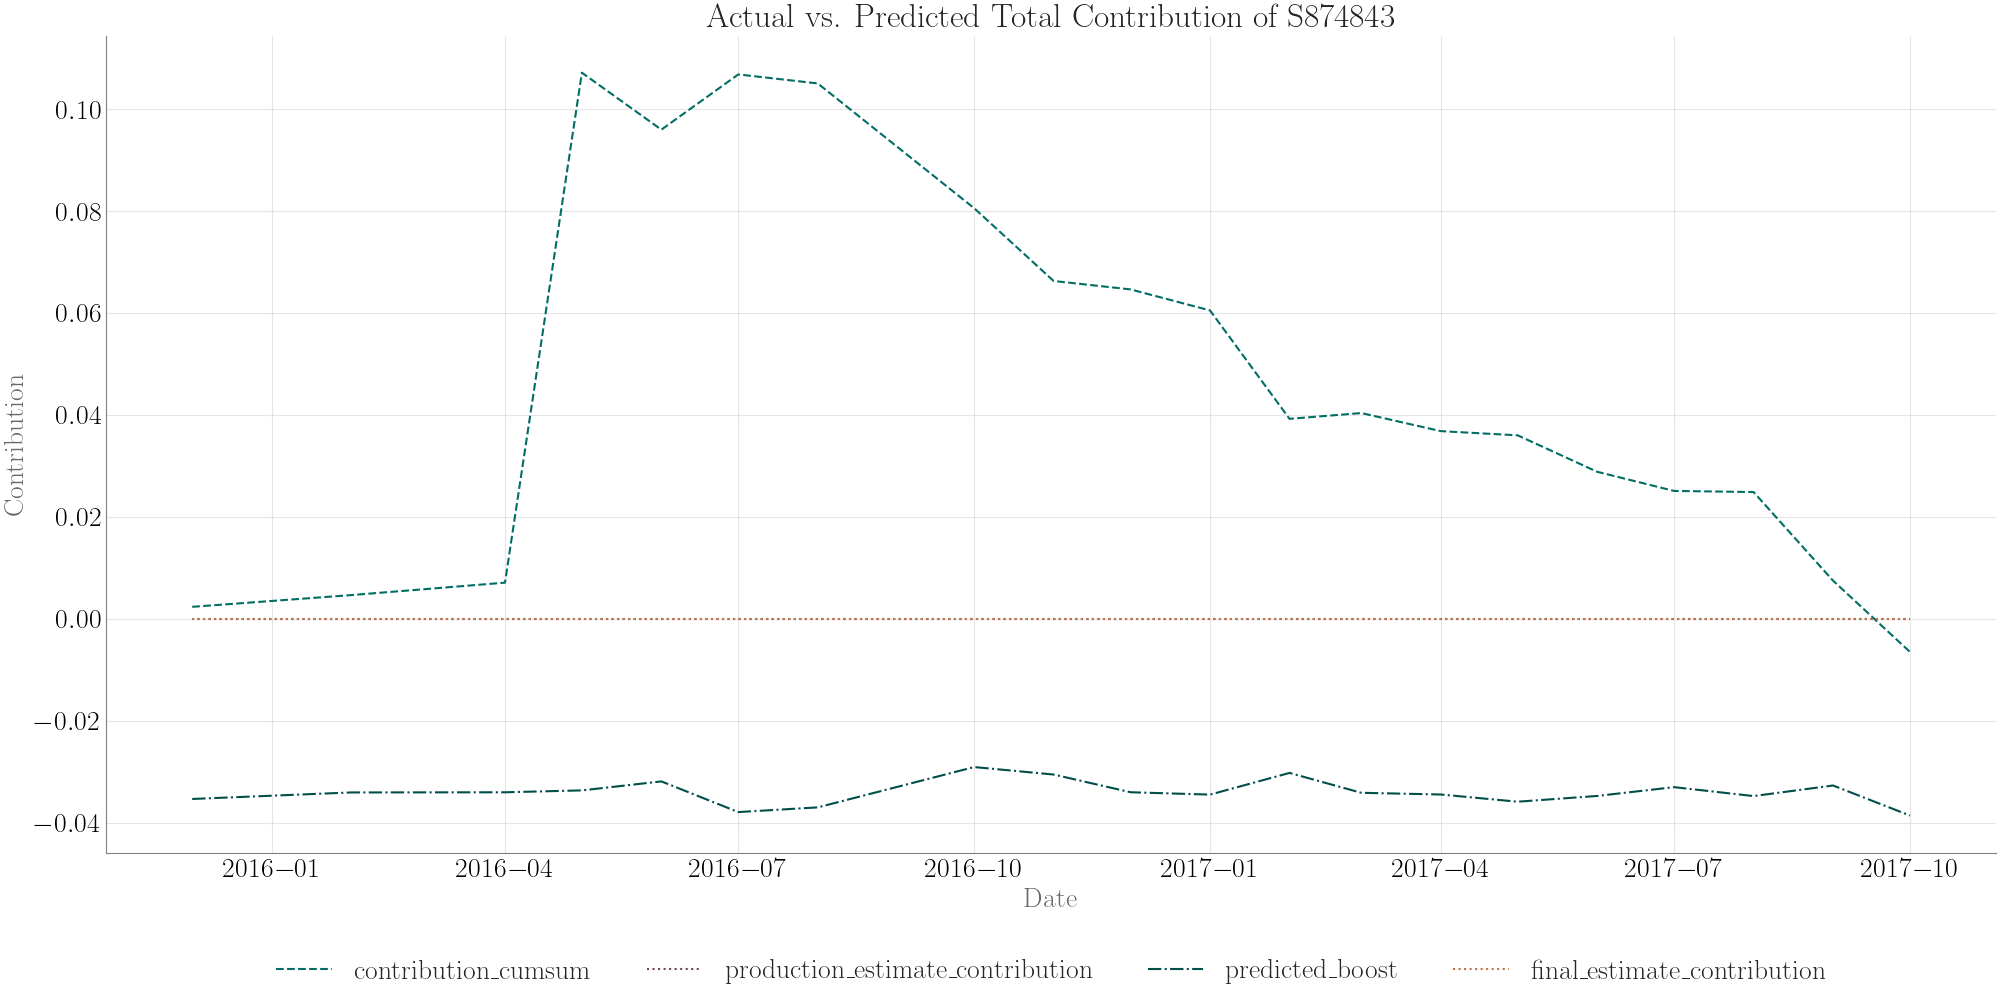 Actual vs. Predicted Total Contribution of S874843
0.10
0.08
0.06
0.04
0.02
0.00
−0.02
−0.04
Contribution
2016−01 2016−04 2016−07 2016−10 2017−01 2017−04 2017−07 2017−10
Date
contribution_cumsum production_estimate_contribution predicted_boost final_estimate_contribution